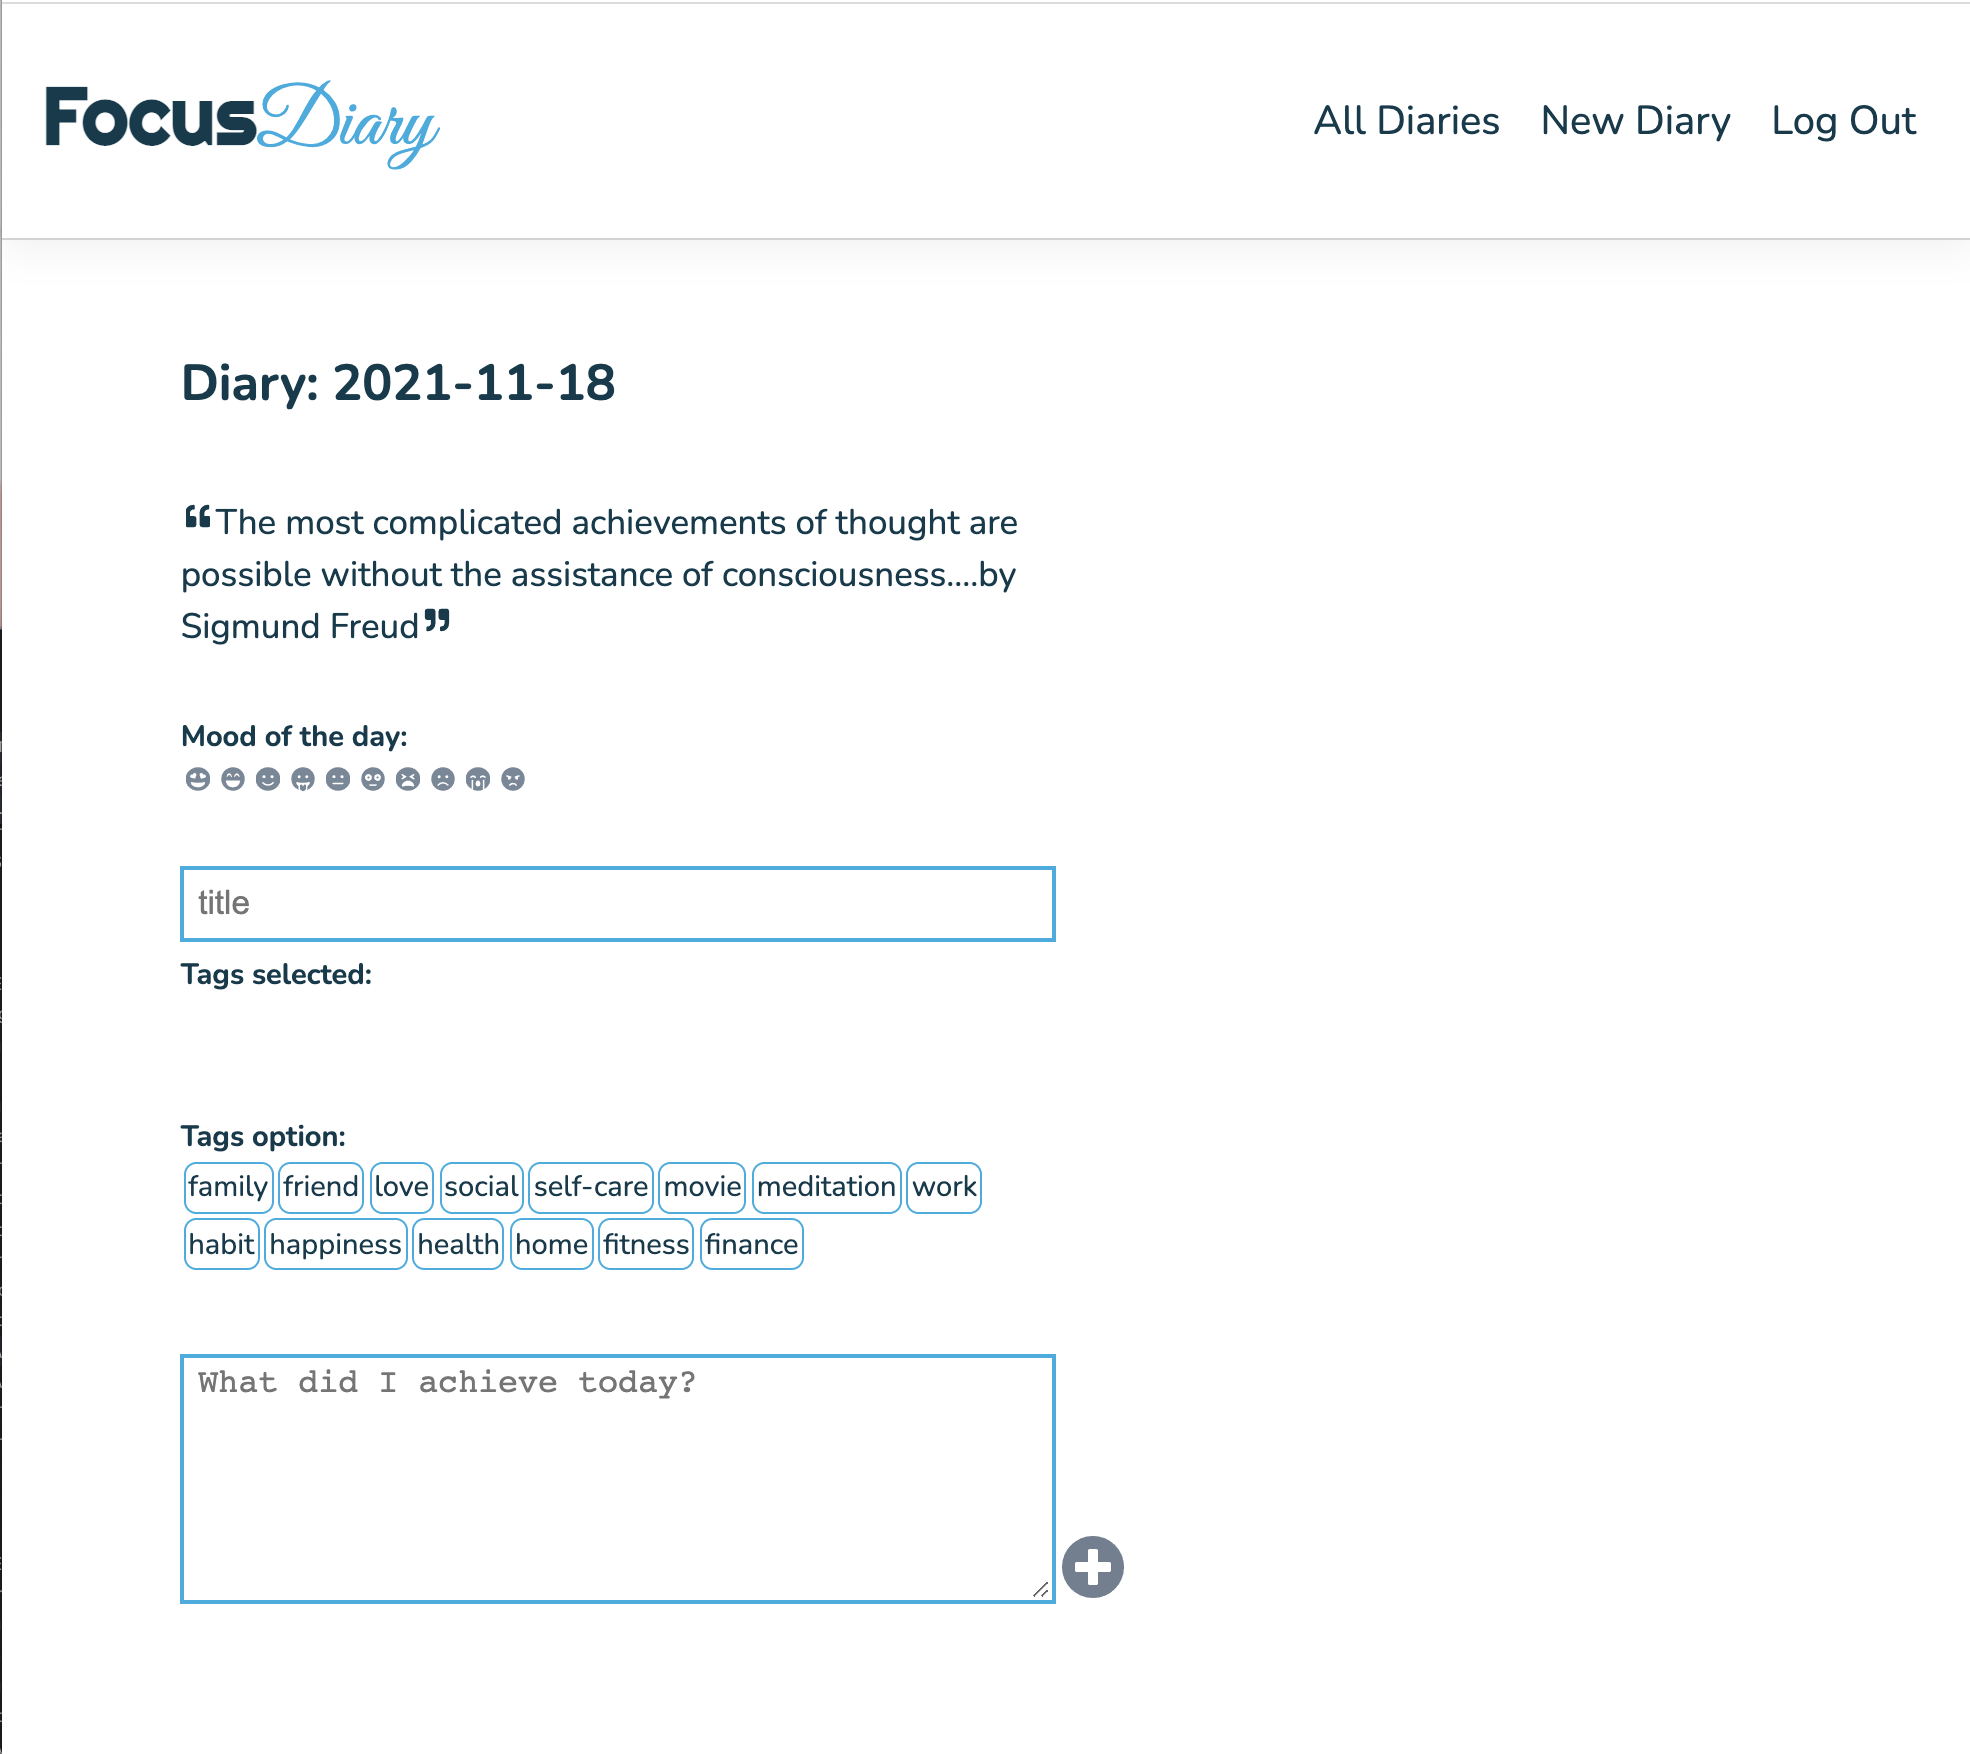 FocusDiary
All Diaries New Diary Log Out
Diary: 2021-11-18
“The most complicated achievements of thought are
possible without the assistance of consciousness....by
Sigmund Freud”
Mood of the day:
title
Tags selected:
Tags option:
family friend love social self-care movie meditation work
habit happiness health home fitness finance
What did I achieve today?